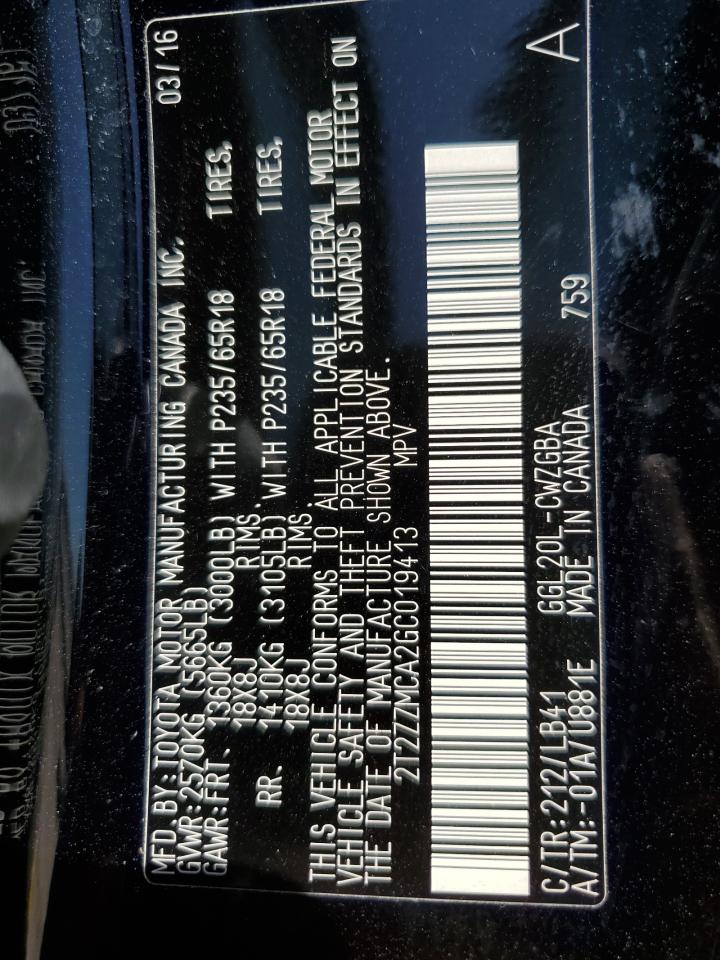 MFD. BY: TOYOTA MOTOR MANUFACTURING CANADA INC. 03/16
GVWR: 2570KG (5665LB)
GAWR: FRT. 1360KG (3000LB) WITH P235/65R18 TIRES,
18X8J RIMS.
RR. 1410KG (3105LB) WITH P235/65R18 TIRES,
18X8J RIMS
THIS VEHICLE CONFORMS TO ALL APPLICABLE FEDERAL MOTOR
VEHICLE SAFETY AND THEFT PREVENTION STANDARDS IN EFFECT ON
THE DATE OF MANUFACTURE SHOWN ABOVE.
2T2ZZMCA2GC019413 MPV
C/TR: 212/LB41 GGL20L-CWZGBA
A/TM: -01A/U881E MADE IN CANADA 759 A